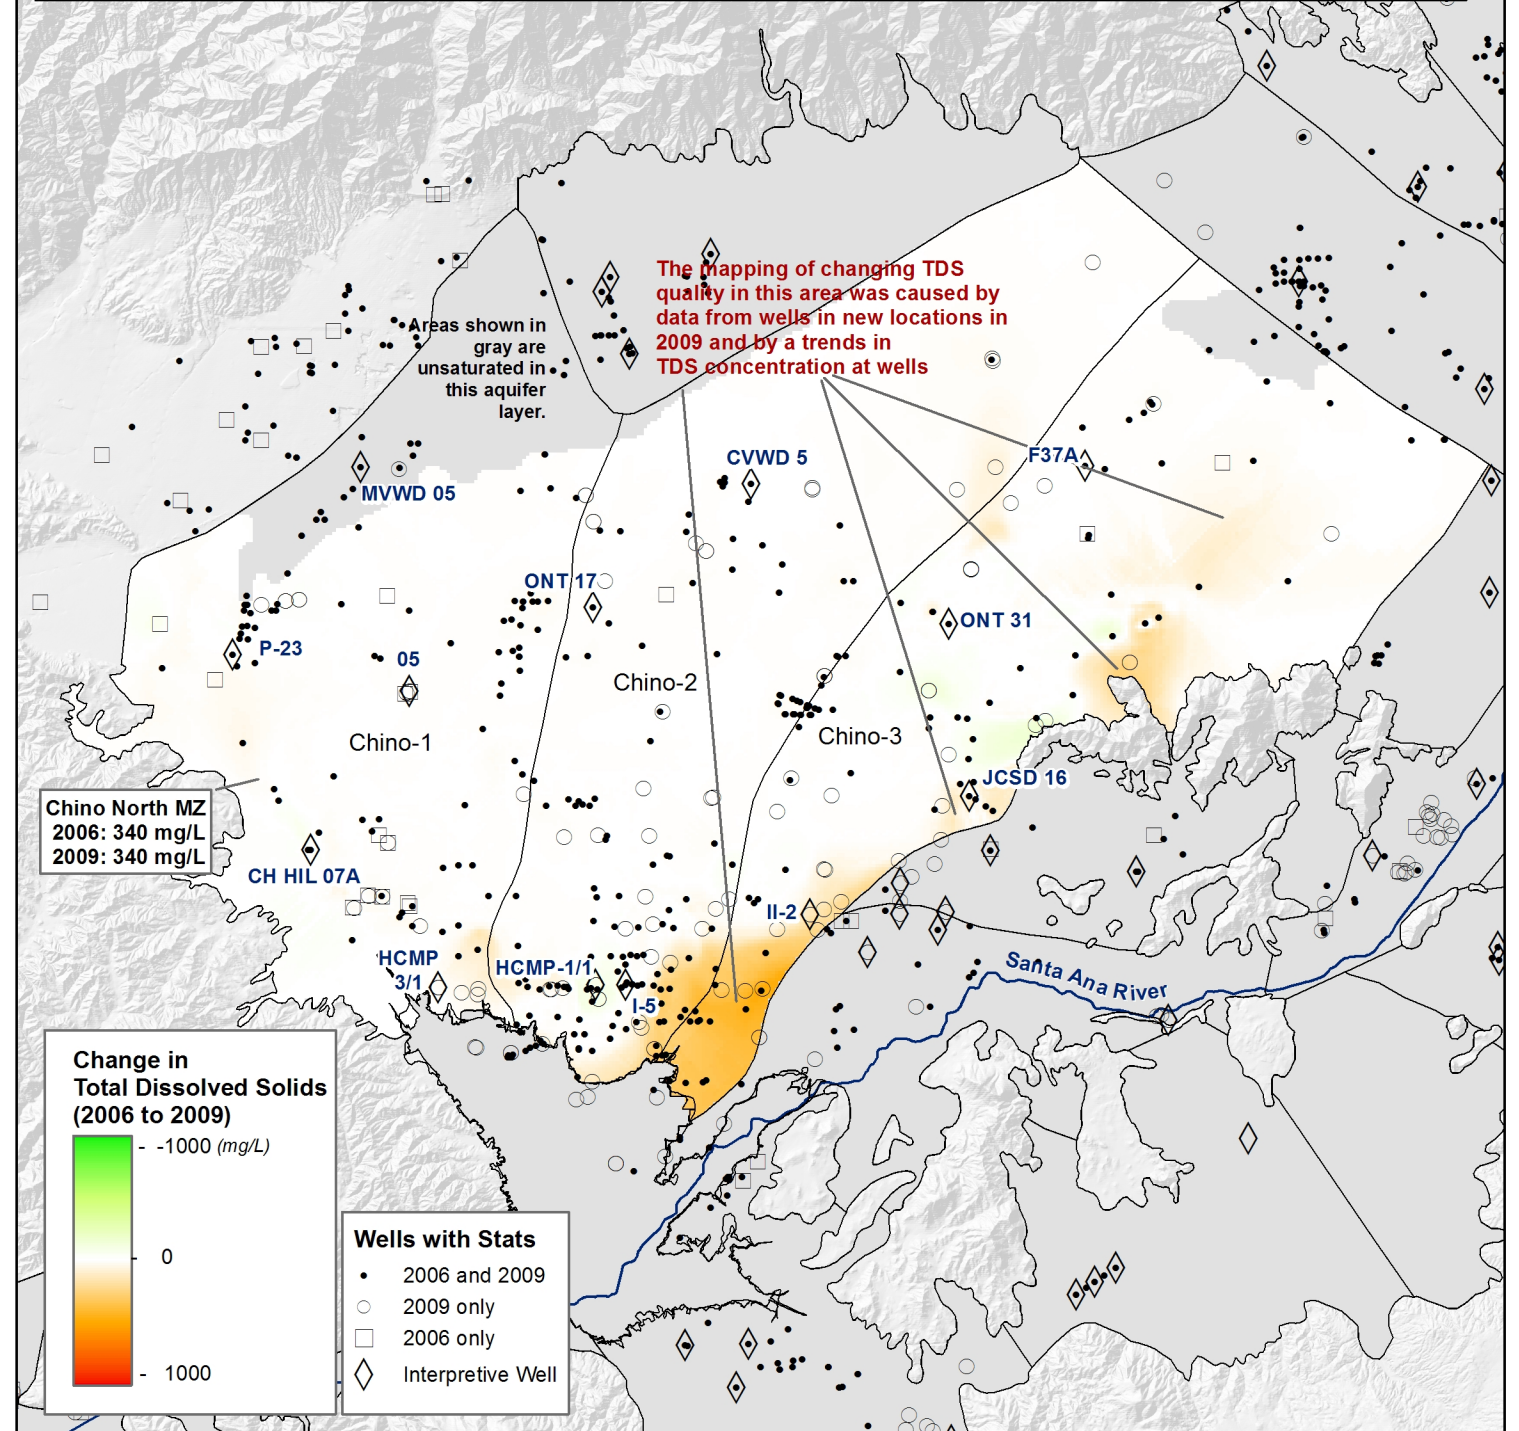 The mapping of changing TDS
quality in this area was caused by
data from wells in new locations in
2009 and by a trends in
TDS concentration at wells
Areas shown in
gray are
unsaturated in
this aquifer
layer.
CVWD 5
F37A
MVWD 05
ONT 17
ONT 31
P-23
05
Chino-2
Chino-1
Chino-3
JCSD 16
Chino North MZ
2006: 340 mg/L
2009: 340 mg/L
CH HIL 07A
II-2
HCMP
3/1
HCMP-1/1
I-5
Santa Ana River
Change in
Total Dissolved Solids
(2006 to 2009)
- -1000 (mg/L)
0
- 1000
Wells with Stats
2006 and 2009
2009 only
2006 only
Interpretive Well